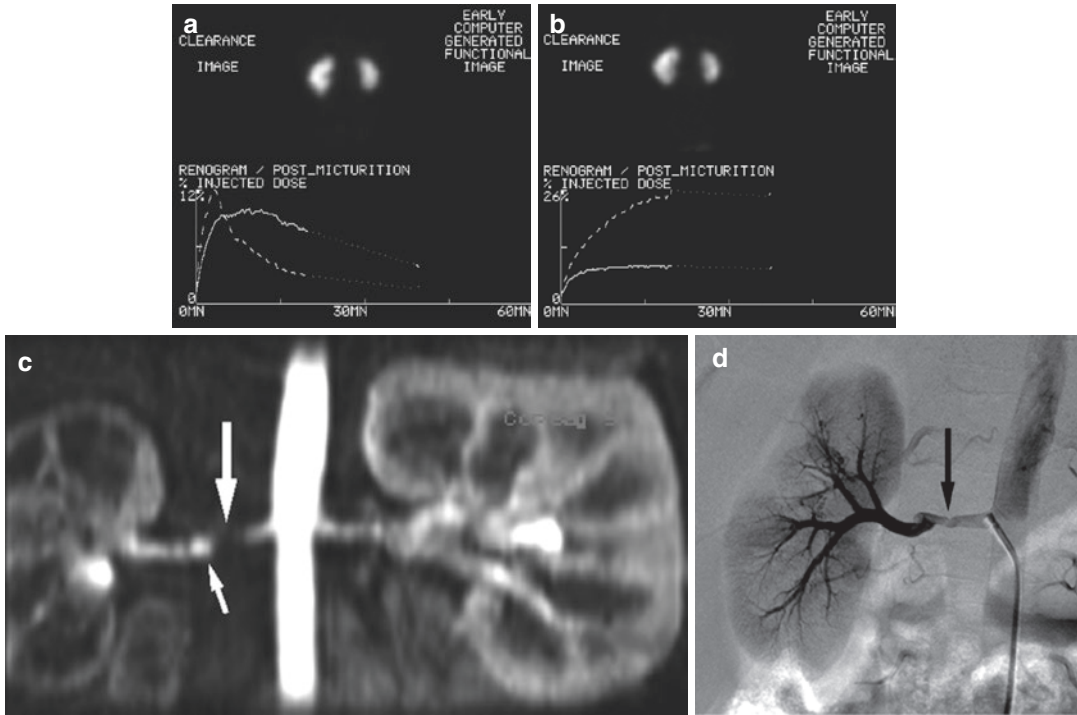 a
CLEARANCE
IMAGE
EARLY
COMPUTER
GENERATED
FUNCTIONAL
IMAGE
RENOGRAM / POST_MICTURITION
% INJECTED DOSE
12%
0
0MN 30MN 60MN
b
CLEARANCE
IMAGE
EARLY
COMPUTER
GENERATED
FUNCTIONAL
IMAGE
RENOGRAM / POST_MICTURITION
% INJECTED DOSE
26%
0
0MN 30MN 60MN
c
d